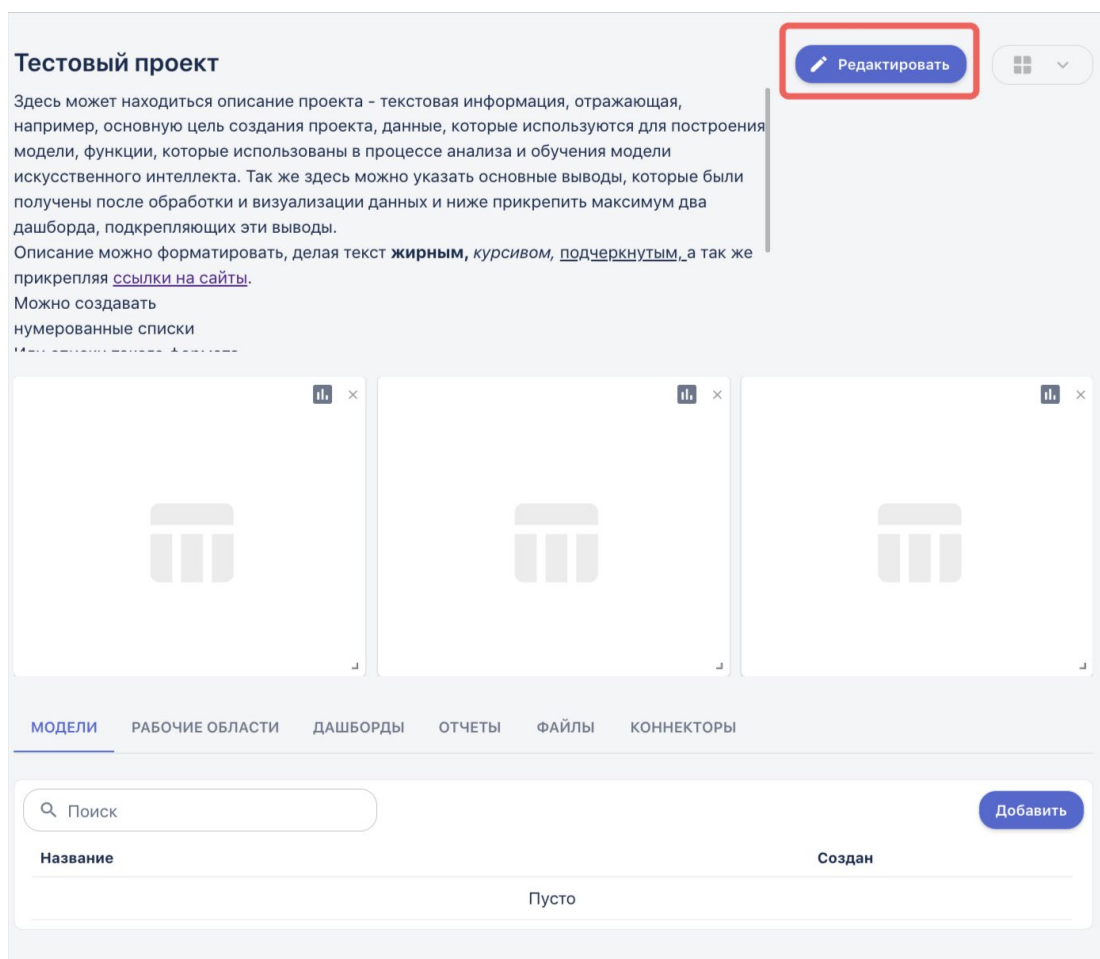 Тестовый проект
Редактировать
Здесь может находиться описание проекта - текстовая информация, отражающая,
например, основную цель создания проекта, данные, которые используются для построения
модели, функции, которые использованы в процессе анализа и обучения модели
искусственного интеллекта. Так же здесь можно указать основные выводы, которые были
получены после обработки и визуализации данных и ниже прикрепить максимум два
дашборда, подкрепляющих эти выводы.
Описание можно форматировать, делая текст жирным, курсивом, подчеркнутым, а так же
прикрепляя ссылки на сайты.
Можно создавать
нумерованные списки
МОДЕЛИ РАБОЧИЕ ОБЛАСТИ ДАШБОРДЫ ОТЧЕТЫ ФАЙЛЫ КОННЕКТОРЫ
Поиск
Добавить
Название Создан
Пусто